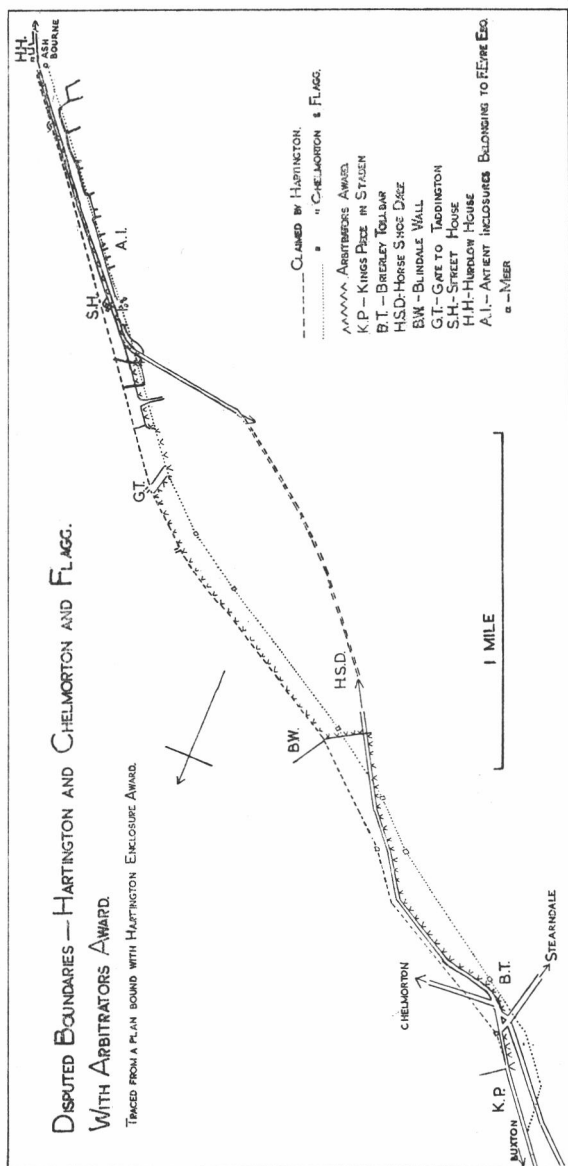 DISPUTED BOUNDARIES — HARTINGTON AND CHELMORTON AND FLAGG.
WITH ARBITRATORS AWARD.
TRACED FROM A PLAN BOUND WITH HARTINGTON ENCLOSURE AWARD.
H.H.
ASH
BOURNE
S.H.
A.I.
G.T.
B.W.
H.S.D.
CHELMORTON
B.T.
STEARNDALE
K.P.
BUXTON
1 MILE
CLAIMED BY HARTINGTON.
" " CHELMORTON & FLAGG.
ARBITRATORS AWARD.
K.P. – KINGS PIECE IN STADEN
B.T. – BRIERLEY TOLLBAR
H.S.D: HORSE SHOE DALE
B.W. – BLINDALE WALL
G.T. – GATE TO TADDINGTON
S.H. – STREET HOUSE
H.H. – HURDLOW HOUSE
A.I. – ANTIENT INCLOSURES BELONGING TO F.EYRE ESQ.
– MEER